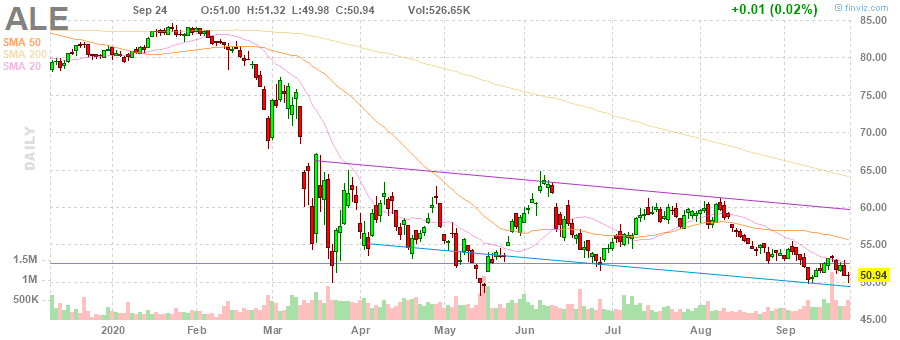 ALE Sep 24 O:51.00 H:51.32 L:49.98 C:50.94 Vol:526.65K +0.01 (0.02%) © finviz.com
SMA 50
SMA 200
SMA 20
DAILY
85.00
80.00
75.00
70.00
65.00
60.00
55.00
50.94
50.00
45.00
1.5M
1M
500K
2020 Feb Mar Apr May Jun Jul Aug Sep